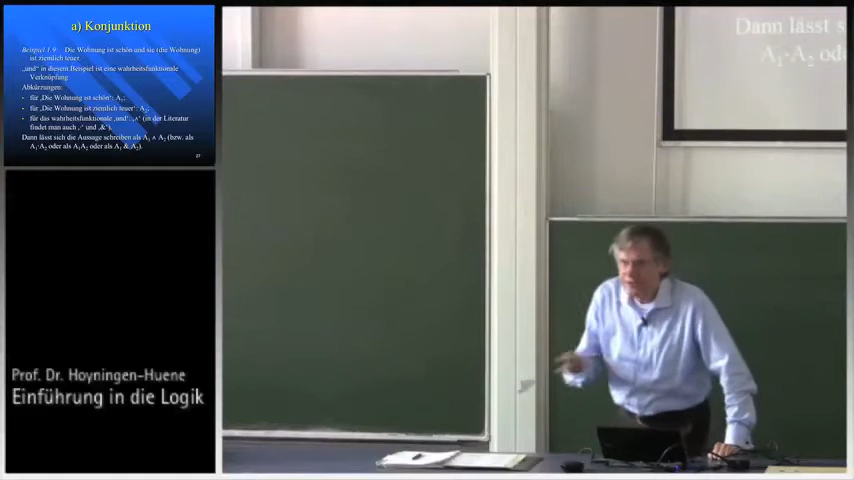 a) Konjunktion
Beispiel 1.9: Die Wohnung ist schön und sie (die Wohnung)
ist ziemlich teuer.
„und“ in diesem Beispiel ist eine wahrheitsfunktionale
Verknüpfung
Abkürzungen:
• für ‚Die Wohnung ist schön‘: A₁;
• für ‚Die Wohnung ist ziemlich teuer‘: A₂;
• für das wahrheitsfunktionale ‚und‘: ‚∧‘ (in der Literatur
findet man auch ‚·‘ und ‚&‘).
Dann lässt sich die Aussage schreiben als A₁ ∧ A₂ (bzw. als
A₁·A₂ oder als A₁A₂ oder als A₁ & A₂).
27
Prof. Dr. Hoyningen-Huene
Einführung in die Logik
Dann lässt s
A₁·A₂ ode